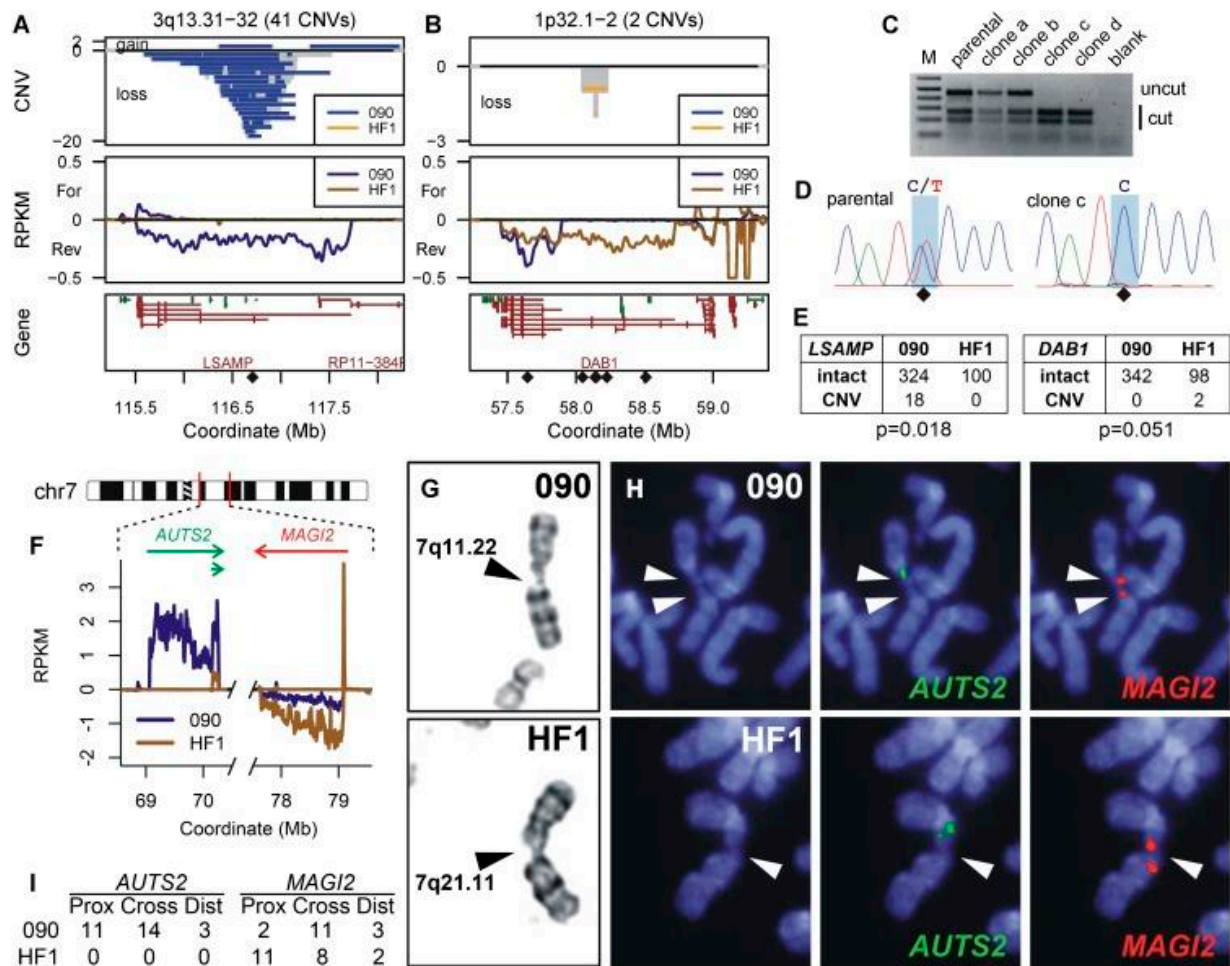 A
3q13.31−32 (41 CNVs)
2
0
gain
loss
−20
CNV
090
HF1
B
1p32.1−2 (2 CNVs)
0
loss
−3
090
HF1
0.5
For
0
Rev
−0.5
RPKM
090
HF1
0.5
For
0
Rev
−0.5
RPKM
090
HF1
Gene
LSAMP
RP11−384F
115.5
116.5
117.5
Coordinate (Mb)
DAB1
57.5
58.0
58.5
59.0
Coordinate (Mb)
C
M
parental
clone a
clone b
clone c
clone d
blank
uncut
cut
D
parental
C/T
clone c
C
E
LSAMP 090 HF1
intact 324 100
CNV 18 0
p=0.018
DAB1 090 HF1
intact 342 98
CNV 0 2
p=0.051
chr7
F
AUTS2
MAGI2
3
2
1
0
-1
-2
RPKM
090
HF1
69
70
78
79
Coordinate (Mb)
G
090
7q11.22
HF1
7q21.11
H
090
AUTS2
MAGI2
HF1
AUTS2
MAGI2
I
AUTS2 MAGI2
Prox Cross Dist Prox Cross Dist
090 11 14 3 2 11 3
HF1 0 0 0 11 8 2